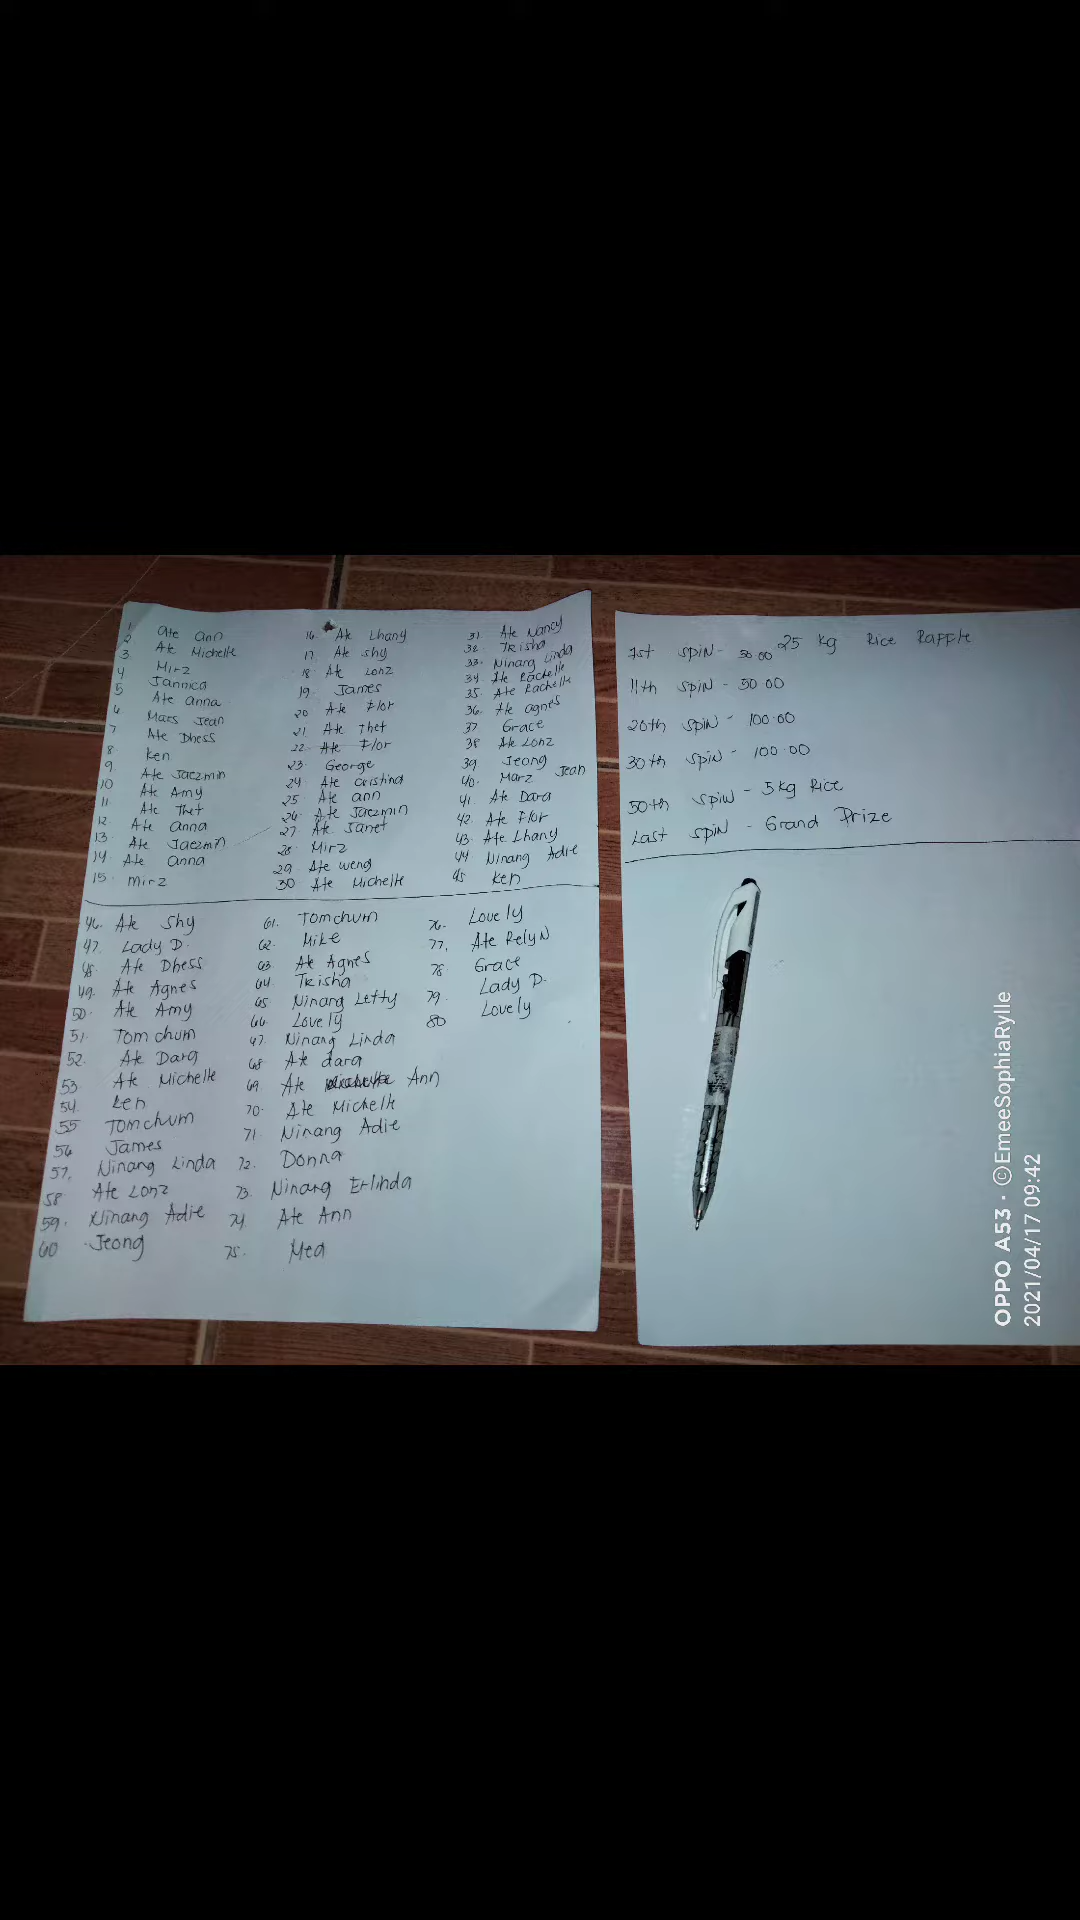 1 Ate Ann
2 Ate Michelle
3 Mirz
4 Jannica
5 Ate anna
6 Mars Jean
7 Ate Dhess
8 Ken
9 Ate Jaezmin
10 Ate Amy
11 Ate Thet
12 Ate anna
13. Ate Jaezmin
14 Ate anna
15. Mirz
16. Ate Lhany
17. Ate Shy
18 Ate Lonz
19. James
20 Ate Flor
21. Ate Thet
22. Ate Flor
23. George
24 Ate Cristina
25 Ate ann
26 Ate Jaezmin
27 Ate Janet
28 Mirz
29 Ate weng
30 Ate Michelle
31 Ate Nancy
32. Trisha
33. Ninang Linda
34. Ate Rachelle
35. Ate Rachelle
36. Ate agnes
37 Grace
38 Ate Lonz
39 Jeong
40. Marz Jean
41. Ate Dara
42. Ate Flor
43. Ate Lhany
44 Ninang Adie
45 Ken
46. Ate Shy
47. Lady D.
48. Ate Dhess
49. Ate Agnes
50. Ate Amy
51. Tomchum
52. Ate Dara
53 Ate Michelle
54. Ken
55 Tomchum
56 James
57. Ninang Linda
58 Ate Lonz
59. Ninang Adie
60 Jeong
61. Tomchum
62. Mike
63 Ate Agnes
64. Trisha
65 Ninang Letty
66. Lovely
67. Ninang Linda
68. Ate dara
69. Ate Ann
70. Ate Michelle
71. Ninang Adie
72. Donna
73. Ninang Erlinda
74. Ate Ann
75. Mea
76. Lovely
77. Ate RelyN
78. Grace
79. Lady D.
80 Lovely
1st SpiN - 50.00 25 kg Rice Raffle
11th SpiN - 50.00
20th SpiN - 100.00
30th SpiN - 100.00
50th SpiN - 5kg Rice
Last SpiN - Grand Prize
OPPO A53 · ©EmeeSophiaRylle
2021/04/17 09:42